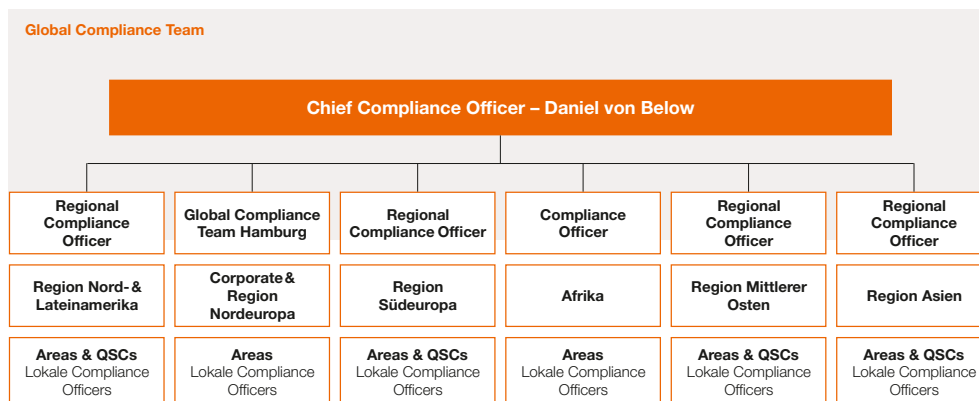 Global Compliance Team
Chief Compliance Officer – Daniel von Below
Regional
Compliance
Officer
Global Compliance
Team Hamburg
Regional
Compliance Officer
Compliance
Officer
Regional
Compliance
Officer
Regional
Compliance
Officer
Region Nord- &
Lateinamerika
Corporate &
Region
Nordeuropa
Region
Südeuropa
Afrika
Region Mittlerer
Osten
Region Asien
Areas & QSCs
Lokale Compliance
Officers
Areas
Lokale Compliance
Officers
Areas & QSCs
Lokale Compliance
Officers
Areas
Lokale Compliance
Officers
Areas & QSCs
Lokale Compliance
Officers
Areas & QSCs
Lokale Compliance
Officers